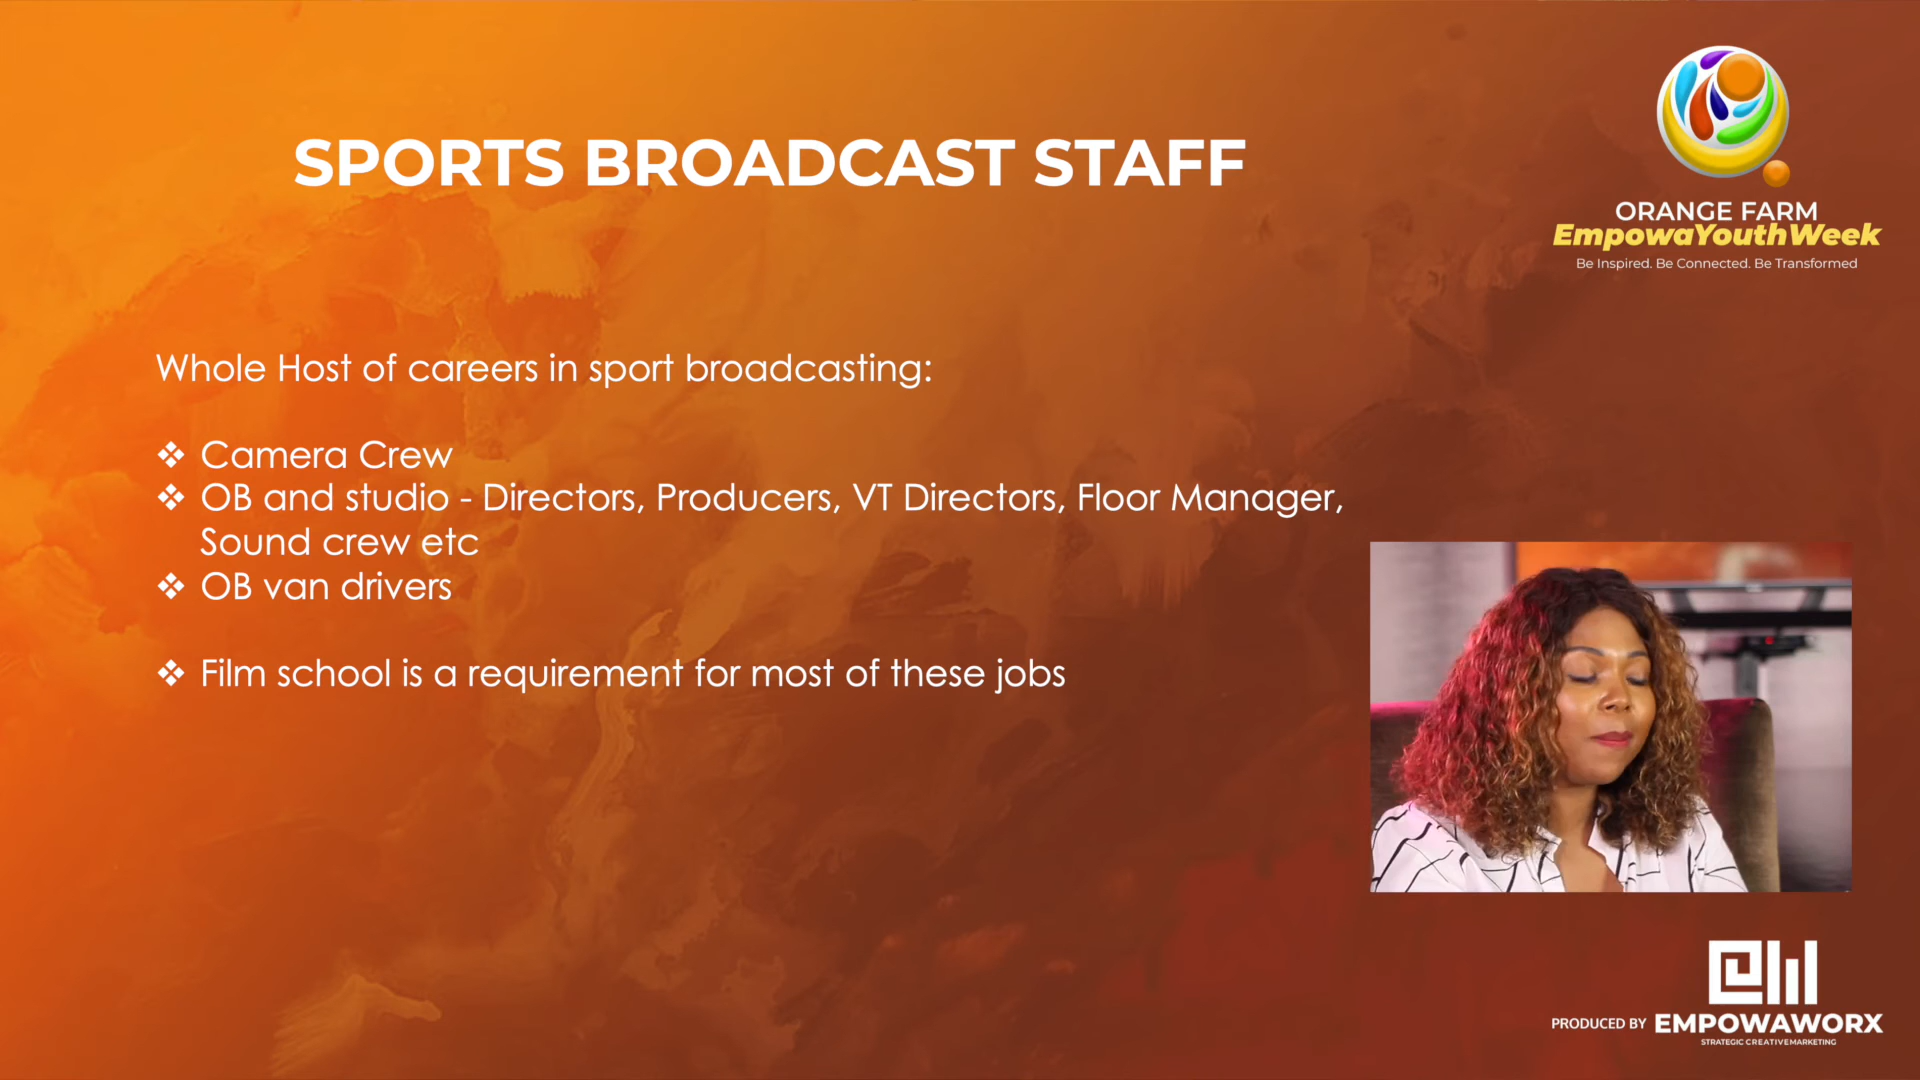 SPORTS BROADCAST STAFF
ORANGE FARM
EmpowaYouthWeek
Be Inspired. Be Connected. Be Transformed
Whole Host of careers in sport broadcasting:
❖ Camera Crew
❖ OB and studio - Directors, Producers, VT Directors, Floor Manager,
Sound crew etc
❖ OB van drivers
❖ Film school is a requirement for most of these jobs
PRODUCED BY EMPOWAWORX
STRATEGIC CREATIVE MARKETING